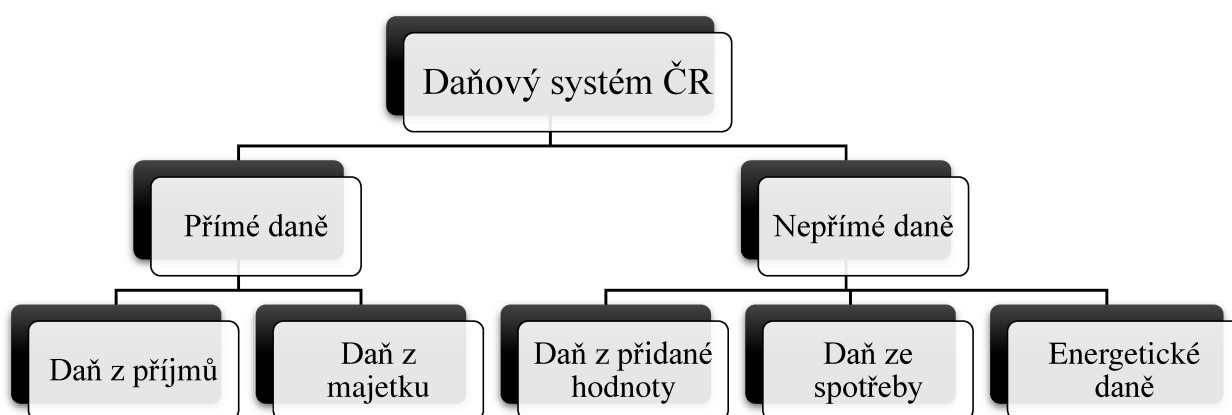 Daňový systém ČR
Přímé daně
Nepřímé daně
Daň z příjmů
Daň z
majetku
Daň z přidané
hodnoty
Daň ze
spotřeby
Energetické
daně